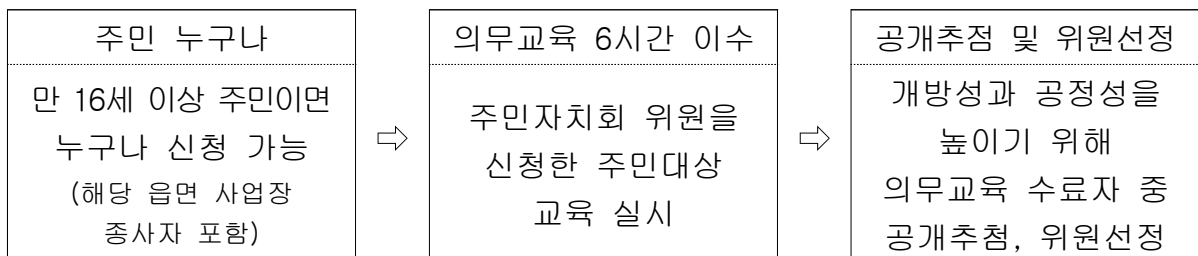 주민 누구나
만 16세 이상 주민이면
누구나 신청 가능
(해당 읍면 사업장
종사자 포함)
⇨
의무교육 6시간 이수
주민자치회 위원을
신청한 주민대상
교육 실시
⇨
공개추점 및 위원선정
개방성과 공정성을
높이기 위해
의무교육 수료자 중
공개추첨, 위원선정